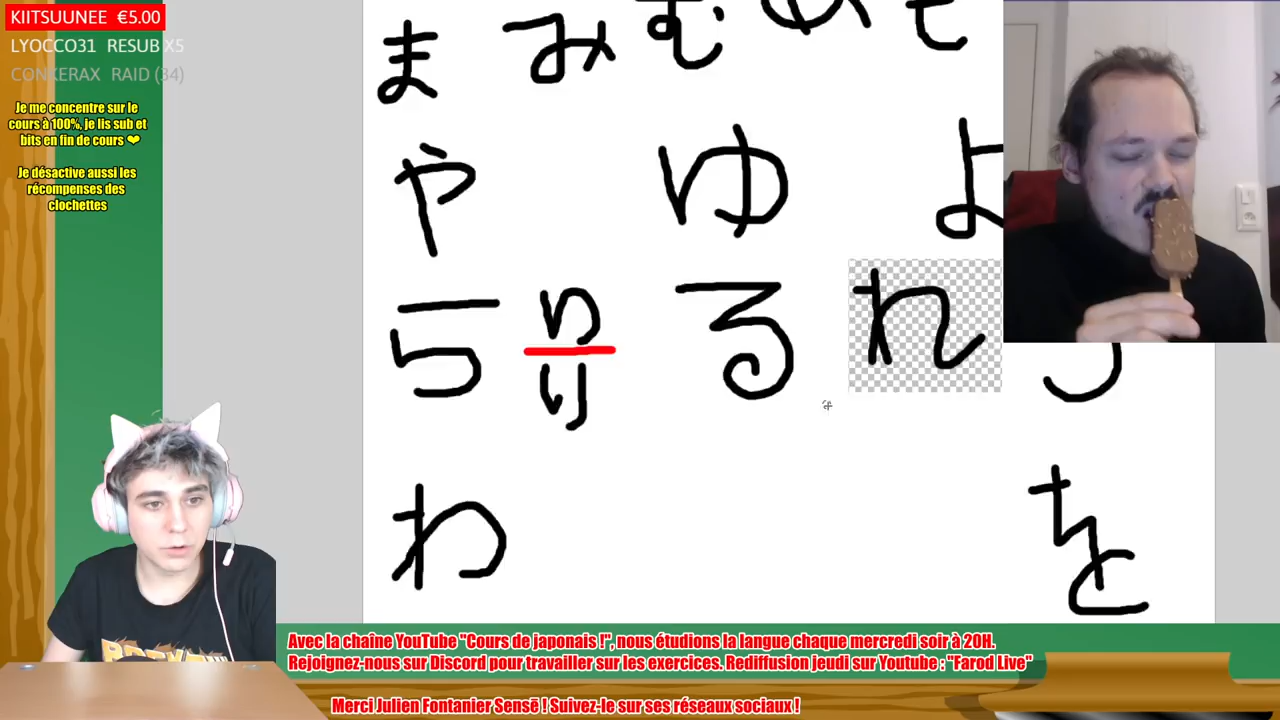 KIITSUUNEE €5.00
LYOCCO31 RESUB X5
CONKERAX RAID (34)
Je me concentre sur le
cours à 100%, je lis sub et
bits en fin de cours ❤
Je désactive aussi les
récompenses des
clochettes
ま み む め も
や ゆ よ
ら り る れ ろ
り
わ を
Avec la chaîne YouTube "Cours de japonais !", nous étudions la langue chaque mercredi soir à 20H.
Rejoignez-nous sur Discord pour travailler sur les exercices. Rediffusion jeudi sur Youtube : "Farod Live"
Merci Julien Fontanier Sensē ! Suivez-le sur ses réseaux sociaux !